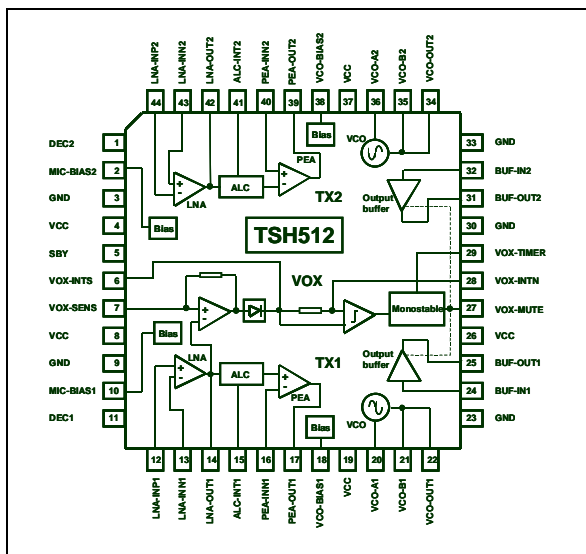 LNA-INP2
LNA-INN2
LNA-OUT2
ALC-INT2
PEA-INN2
PEA-OUT2
VCO-BIAS2
VCC
VCO-A2
VCO-B2
VCO-OUT2
44 43 42 41 40 39 38 37 36 35 34
DEC2 1
MIC-BIAS2 2
GND 3
VCC 4
SBY 5
VOX-INTS 6
VOX-SENS 7
VCC 8
GND 9
MIC-BIAS1 10
DEC1 11
Bias
VCO
+
-
LNA
ALC
+
-
PEA
TX2
Bias
Output
buffer
TSH512
VOX
+
-
Monostable
Bias
LNA
+
-
ALC
+
-
PEA
TX1
Output
buffer
Bias
VCO
33 GND
32 BUF-IN2
31 BUF-OUT2
30 GND
29 VOX-TIMER
28 VOX-INTN
27 VOX-MUTE
26 VCC
25 BUF-OUT1
24 BUF-IN1
23 GND
12 13 14 15 16 17 18 19 20 21 22
LNA-INP1
LNA-INN1
LNA-OUT1
ALC-INT1
PEA-INN1
PEA-OUT1
VCO-BIAS1
VCC
VCO-A1
VCO-B1
VCO-OUT1